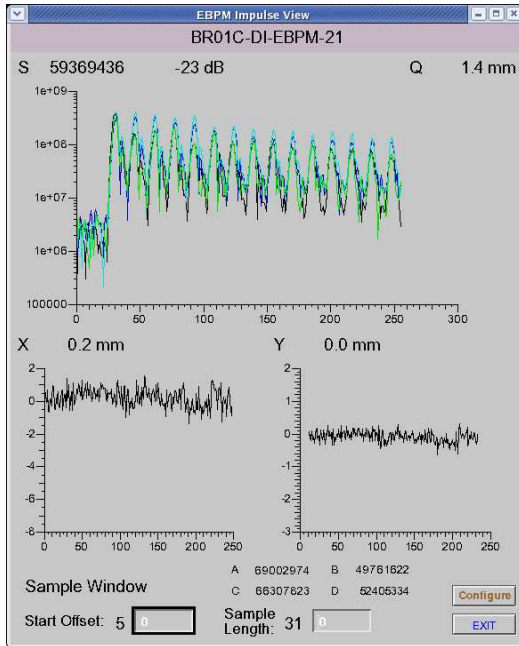 EBPM Impulse View
BR01C-DI-EBPM-21
S 59369436 -23 dB Q 1.4 mm
1e+09
1e+08
1e+07
1e+06
100000
0 50 100 150 200 250 300
X 0.2 mm Y 0.0 mm
2
0
-2
-4
-6
-8
0 50 100 150 200 250
2
1
0
-1
-2
-3
0 50 100 150 200 250
A 69002974 B 49761622
C 66307623 D 52405334
Sample Window
Configure
Start Offset: 5 0 Sample Length: 31 0
EXIT